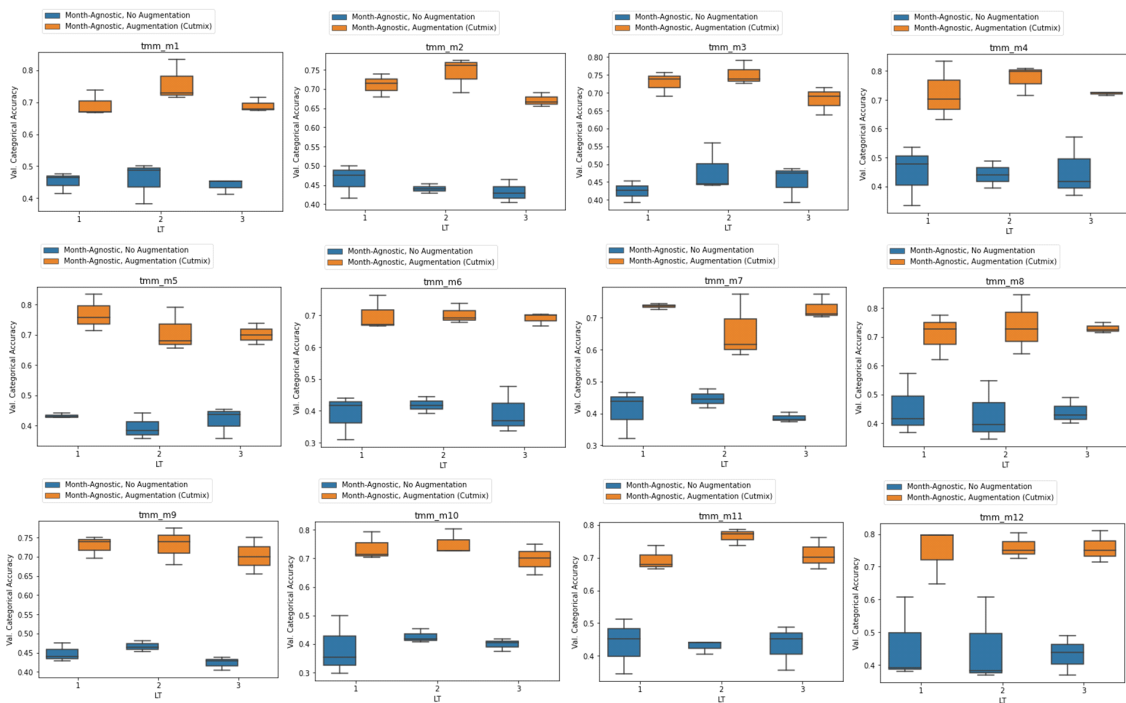 Month-Agnostic, No Augmentation
Month-Agnostic, Augmentation (Cutmix)
tmm_m1
Val. Categorical Accuracy
0.8
0.7
0.6
0.5
0.4
1 2 3
LT
Month-Agnostic, No Augmentation
Month-Agnostic, Augmentation (Cutmix)
tmm_m2
0.75
0.70
0.65
0.60
0.55
0.50
0.45
0.40
1 2 3
LT
Month-Agnostic, No Augmentation
Month-Agnostic, Augmentation (Cutmix)
tmm_m3
Val. Categorical Accuracy
0.80
0.75
0.70
0.65
0.60
0.55
0.50
0.45
0.40
1 2 3
LT
Month-Agnostic, No Augmentation
Month-Agnostic, Augmentation (Cutmix)
tmm_m4
Val. Categorical Accuracy
0.8
0.7
0.6
0.5
0.4
1 2 3
LT
Month-Agnostic, No Augmentation
Month-Agnostic, Augmentation (Cutmix)
tmm_m5
Val. Categorical Accuracy
0.8
0.7
0.6
0.5
0.4
1 2 3
LT
Month-Agnostic, No Augmentation
Month-Agnostic, Augmentation (Cutmix)
tmm_m6
0.8
0.7
0.6
0.5
0.4
0.3
1 2 3
LT
Month-Agnostic, No Augmentation
Month-Agnostic, Augmentation (Cutmix)
tmm_m7
Val. Categorical Accuracy
0.7
0.6
0.5
0.4
0.3
1 2 3
LT
Month-Agnostic, No Augmentation
Month-Agnostic, Augmentation (Cutmix)
tmm_m8
Val. Categorical Accuracy
0.8
0.7
0.6
0.5
0.4
1 2 3
LT
Month-Agnostic, No Augmentation
Month-Agnostic, Augmentation (Cutmix)
tmm_m9
Val. Categorical Accuracy
0.75
0.70
0.65
0.60
0.55
0.50
0.45
0.40
1 2 3
LT
Month-Agnostic, No Augmentation
Month-Agnostic, Augmentation (Cutmix)
tmm_m10
0.8
0.7
0.6
0.5
0.4
0.3
1 2 3
LT
Month-Agnostic, No Augmentation
Month-Agnostic, Augmentation (Cutmix)
tmm_m11
Val. Categorical Accuracy
0.8
0.7
0.6
0.5
0.4
1 2 3
LT
Month-Agnostic, No Augmentation
Month-Agnostic, Augmentation (Cutmix)
tmm_m12
Val. Categorical Accuracy
0.8
0.7
0.6
0.5
0.4
1 2 3
LT